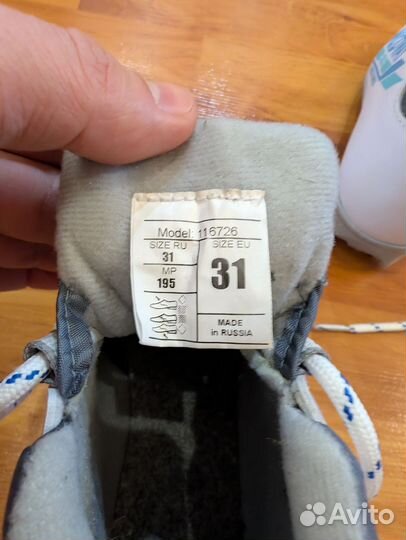 Model: 116726
SIZE RU
31
MP
195
SIZE EU
31
MADE
in RUSSIA
Avito